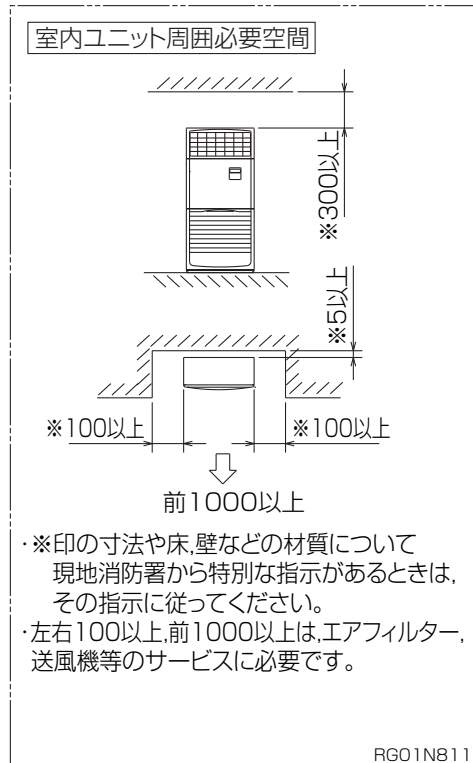 室内ユニット周囲必要空間
※300以上
※5以上
※100以上
※100以上
前1000以上
・※印の寸法や床,壁などの材質について
現地消防署から特別な指示があるときは,
その指示に従ってください。
・左右100以上,前1000以上は,エアフィルター,
送風機等のサービスに必要です。
RG01N811